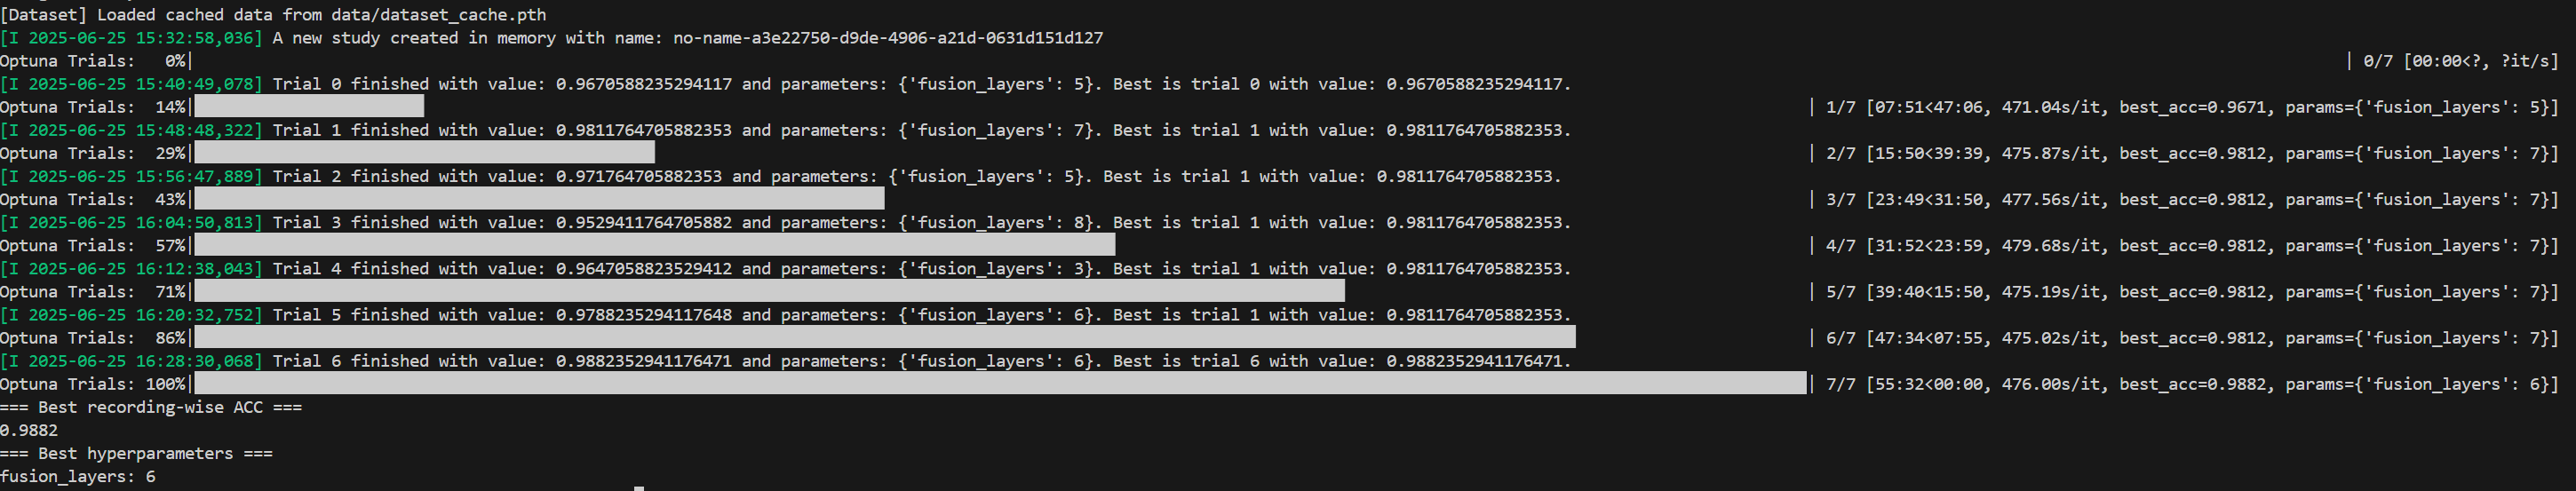 [Dataset] Loaded cached data from data/dataset_cache.pth
[I 2025-06-25 15:32:58,036] A new study created in memory with name: no-name-a3e22750-d9de-4906-a21d-0631d151d127
Optuna Trials:   0%| | 0/7 [00:00<?, ?it/s]
[I 2025-06-25 15:40:49,078] Trial 0 finished with value: 0.9670588235294117 and parameters: {'fusion_layers': 5}. Best is trial 0 with value: 0.9670588235294117.
Optuna Trials:  14%| | 1/7 [07:51<47:06, 471.04s/it, best_acc=0.9671, params={'fusion_layers': 5}]
[I 2025-06-25 15:48:48,322] Trial 1 finished with value: 0.9811764705882353 and parameters: {'fusion_layers': 7}. Best is trial 1 with value: 0.9811764705882353.
Optuna Trials:  29%| | 2/7 [15:50<39:39, 475.87s/it, best_acc=0.9812, params={'fusion_layers': 7}]
[I 2025-06-25 15:56:47,889] Trial 2 finished with value: 0.971764705882353 and parameters: {'fusion_layers': 5}. Best is trial 1 with value: 0.9811764705882353.
Optuna Trials:  43%| | 3/7 [23:49<31:50, 477.56s/it, best_acc=0.9812, params={'fusion_layers': 7}]
[I 2025-06-25 16:04:50,813] Trial 3 finished with value: 0.9529411764705882 and parameters: {'fusion_layers': 8}. Best is trial 1 with value: 0.9811764705882353.
Optuna Trials:  57%| | 4/7 [31:52<23:59, 479.68s/it, best_acc=0.9812, params={'fusion_layers': 7}]
[I 2025-06-25 16:12:38,043] Trial 4 finished with value: 0.9647058823529412 and parameters: {'fusion_layers': 3}. Best is trial 1 with value: 0.9811764705882353.
Optuna Trials:  71%| | 5/7 [39:40<15:50, 475.19s/it, best_acc=0.9812, params={'fusion_layers': 7}]
[I 2025-06-25 16:20:32,752] Trial 5 finished with value: 0.9788235294117648 and parameters: {'fusion_layers': 6}. Best is trial 1 with value: 0.9811764705882353.
Optuna Trials:  86%| | 6/7 [47:34<07:55, 475.02s/it, best_acc=0.9812, params={'fusion_layers': 7}]
[I 2025-06-25 16:28:30,068] Trial 6 finished with value: 0.9882352941176471 and parameters: {'fusion_layers': 6}. Best is trial 6 with value: 0.9882352941176471.
Optuna Trials: 100%| | 7/7 [55:32<00:00, 476.00s/it, best_acc=0.9882, params={'fusion_layers': 6}]
=== Best recording-wise ACC ===
0.9882
=== Best hyperparameters ===
fusion_layers: 6